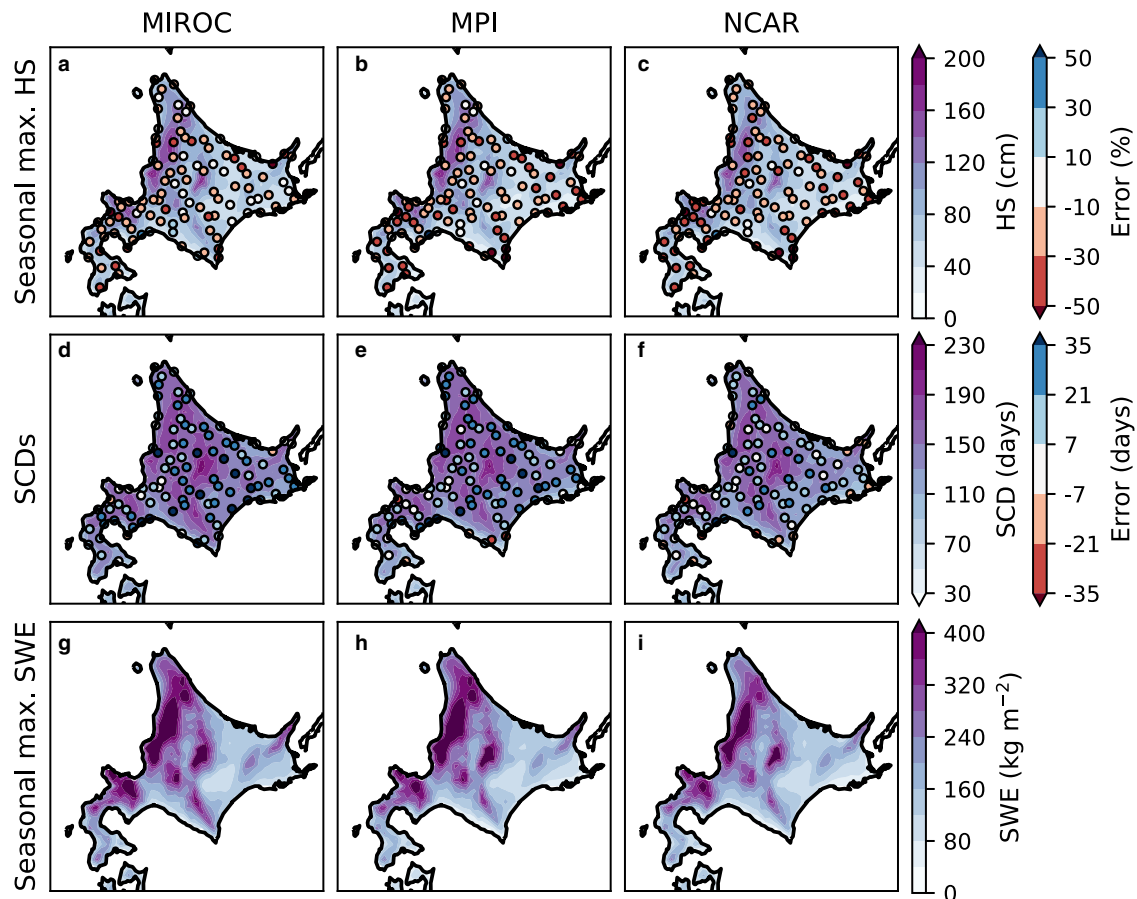 MIROC
MPI
NCAR
Seasonal max. HS
a
b
c
200
160
120
80
40
0
HS (cm)
50
30
10
-10
-30
-50
Error (%)
SCDs
d
e
f
230
190
150
110
70
30
SCD (days)
35
21
7
-7
-21
-35
Error (days)
Seasonal max. SWE
g
h
i
400
320
240
160
80
0
SWE (kg m⁻²)